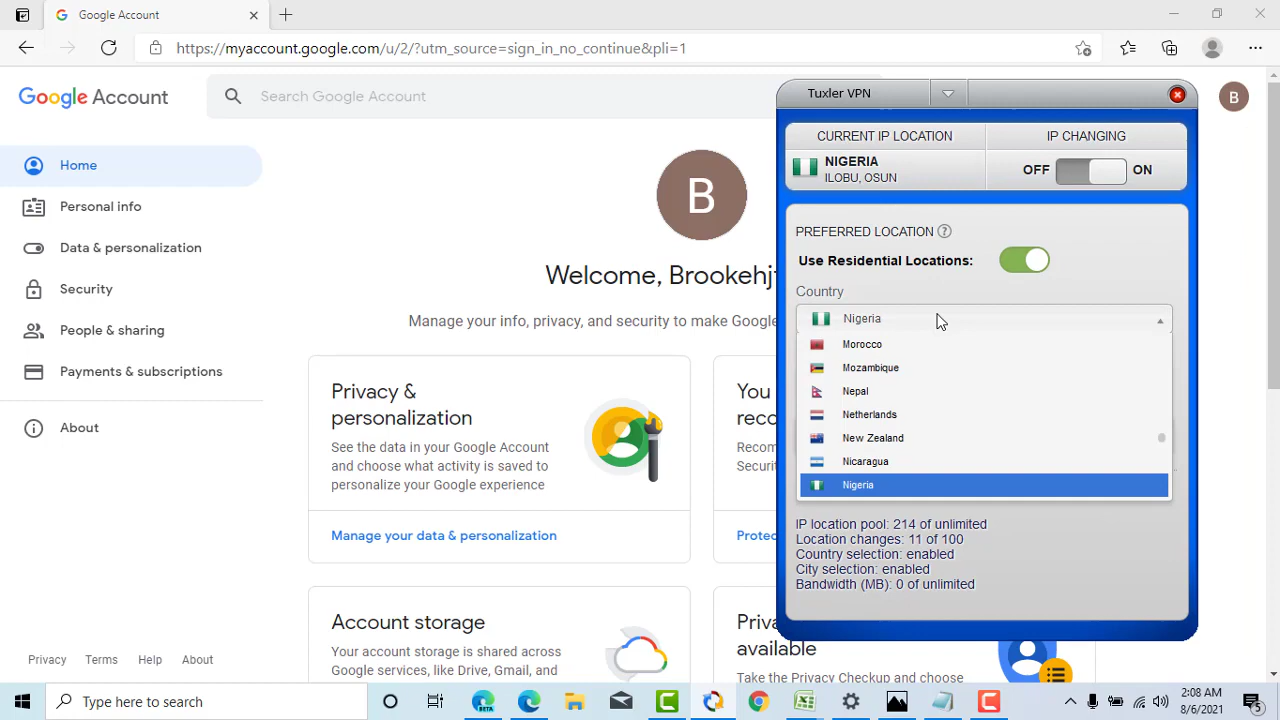 Google Account
https://myaccount.google.com/u/2/?utm_source=sign_in_no_continue&pli=1
Google Account
Search Google Account
B
Home
Personal info
Data & personalization
Security
People & sharing
Payments & subscriptions
About
Privacy
Terms
Help
About
B
Welcome, Brookehj
Manage your info, privacy, and security to make Google
Privacy &
personalization
See the data in your Google Account
and choose what activity is saved to
personalize your Google experience
Manage your data & personalization
You
reco
Recom
Securi
Protec
Account storage
Your account storage is shared across
Google services, like Drive, Gmail, and
available
Take the Privacy Checkup and choose
Tuxler VPN
CURRENT IP LOCATION
IP CHANGING
NIGERIA
ILOBU, OSUN
OFF
ON
PREFERRED LOCATION ?
Use Residential Locations:
Country
Nigeria
Morocco
Mozambique
Nepal
Netherlands
New Zealand
Nicaragua
Nigeria
IP location pool: 214 of unlimited
Location changes: 11 of 100
Country selection: enabled
City selection: enabled
Bandwidth (MB): 0 of unlimited
Type here to search
2:08 AM
8/6/2021
5